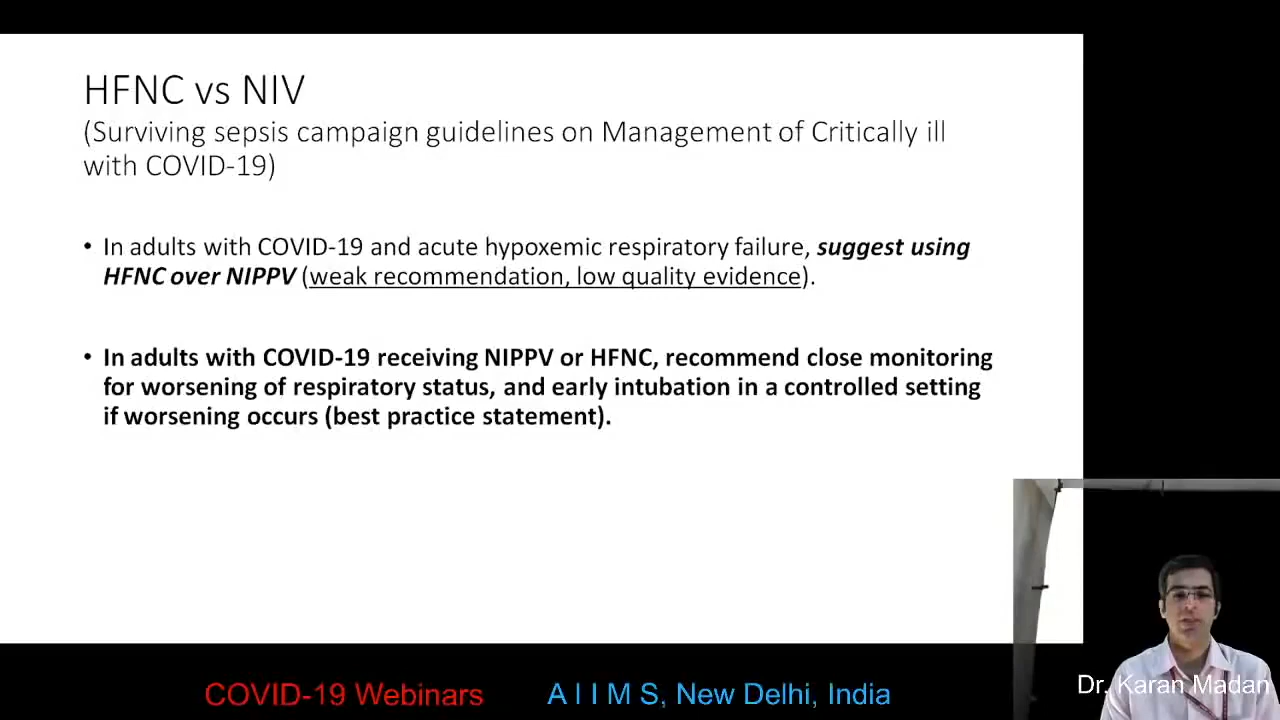 HFNC vs NIV
(Surviving sepsis campaign guidelines on Management of Critically ill
with COVID-19)
• In adults with COVID-19 and acute hypoxemic respiratory failure, suggest using
HFNC over NIPPV (weak recommendation, low quality evidence).
• In adults with COVID-19 receiving NIPPV or HFNC, recommend close monitoring
for worsening of respiratory status, and early intubation in a controlled setting
if worsening occurs (best practice statement).
Dr. Karan Madan
COVID-19 Webinars A I I M S, New Delhi, India